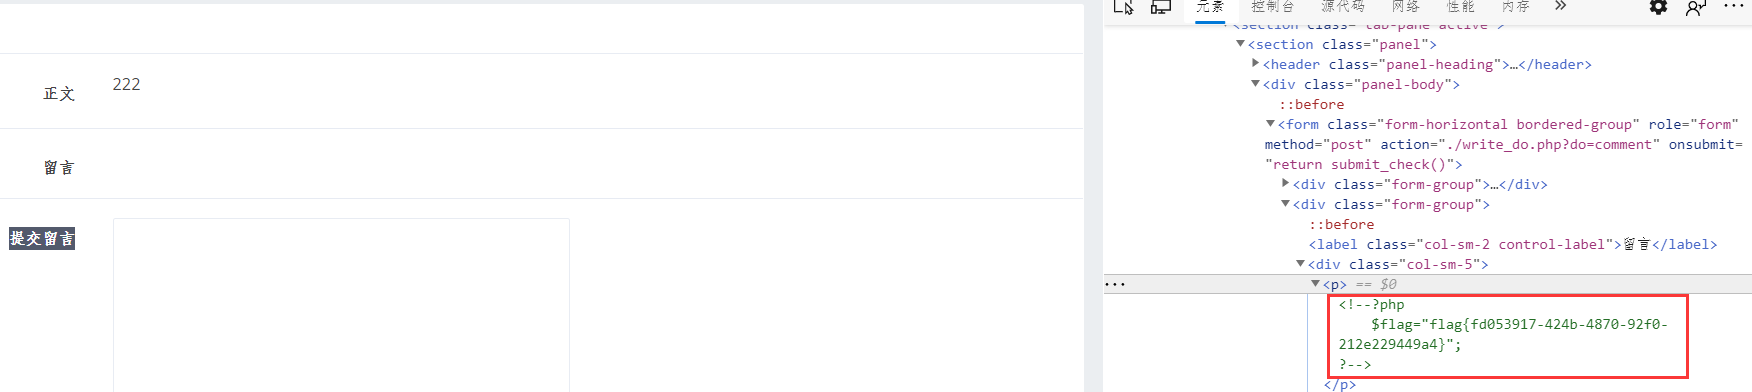 正文
222
留言
提交留言
元素 控制台 源代码 网络 性能 内存 »
<section class="tab-pane active">
<section class="panel">
<header class="panel-heading">…</header>
<div class="panel-body">
::before
<form class="form-horizontal bordered-group" role="form"
method="post" action="./write_do.php?do=comment" onsubmit=
"return submit_check()">
<div class="form-group">…</div>
<div class="form-group">
::before
<label class="col-sm-2 control-label">留言</label>
<div class="col-sm-5">
<p> == $0
<!--?php
$flag="flag{fd053917-424b-4870-92f0-
212e229449a4}";
?-->
</p>